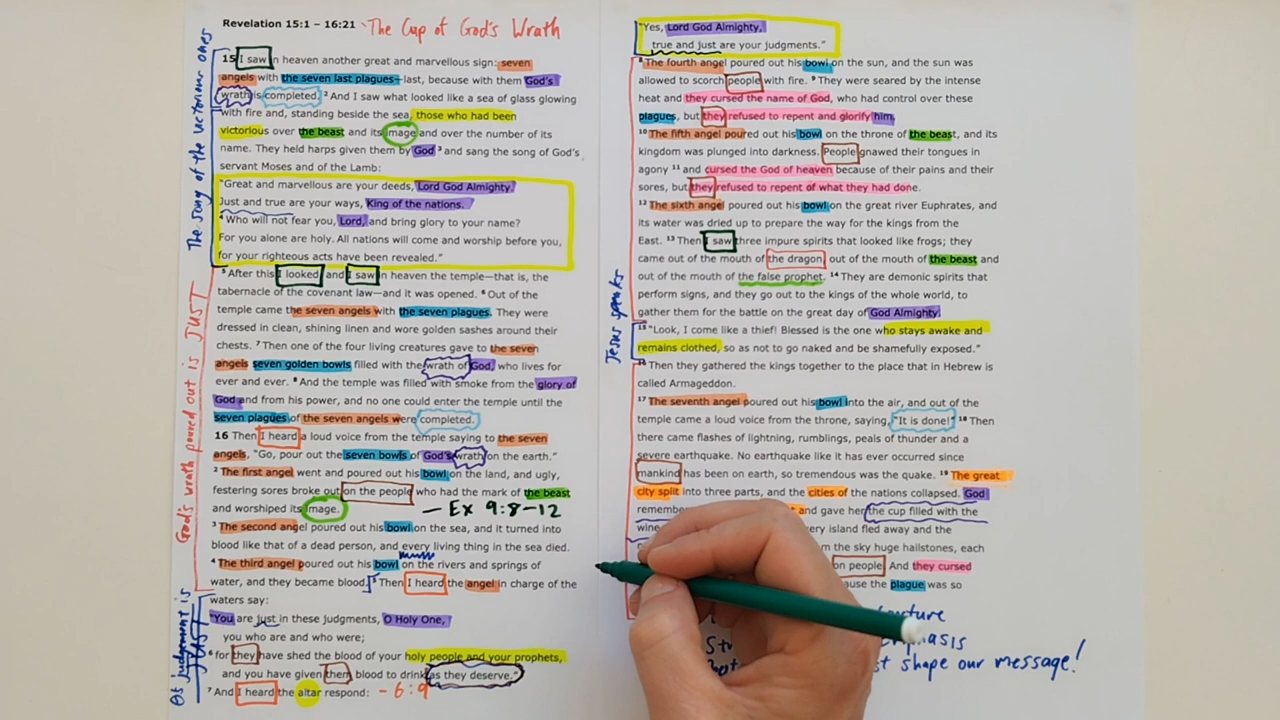 Revelation 15:1 – 16:21 The Cup of God's Wrath
The Song of the victorious ones
15 I saw in heaven another great and marvellous sign: seven
angels with the seven last plagues—last, because with them God's
wrath is completed. 2 And I saw what looked like a sea of glass glowing
with fire and, standing beside the sea, those who had been
victorious over the beast and its image and over the number of its
name. They held harps given them by God 3 and sang the song of God's
servant Moses and of the Lamb:
"Great and marvellous are your deeds, Lord God Almighty.
Just and true are your ways, King of the nations.
4 Who will not fear you, Lord, and bring glory to your name?
For you alone are holy. All nations will come and worship before you,
for your righteous acts have been revealed."
God's wrath poured out is JUST
5 After this I looked, and I saw in heaven the temple—that is, the
tabernacle of the covenant law—and it was opened. 6 Out of the
temple came the seven angels with the seven plagues. They were
dressed in clean, shining linen and wore golden sashes around their
chests. 7 Then one of the four living creatures gave to the seven
angels seven golden bowls filled with the wrath of God, who lives for
ever and ever. 8 And the temple was filled with smoke from the glory of
God and from his power, and no one could enter the temple until the
seven plagues of the seven angels were completed.
16 Then I heard a loud voice from the temple saying to the seven
angels, "Go, pour out the seven bowls of God's wrath on the earth."
2 The first angel went and poured out his bowl on the land, and ugly,
festering sores broke out on the people who had the mark of the beast
and worshiped its image. — Ex 9:8-12
3 The second angel poured out his bowl on the sea, and it turned into
blood like that of a dead person, and every living thing in the sea died.
4 The third angel poured out his bowl on the rivers and springs of
water, and they became blood. 5 Then I heard the angel in charge of the
waters say:
judgement is JUST
"You are just in these judgments, O Holy One,
you who are and who were;
6 for they have shed the blood of your holy people and your prophets,
and you have given them blood to drink as they deserve."
7 And I heard the altar respond: - 6:9
"Yes, Lord God Almighty,
true and just are your judgments."
8 The fourth angel poured out his bowl on the sun, and the sun was
allowed to scorch people with fire. 9 They were seared by the intense
heat and they cursed the name of God, who had control over these
plagues, but they refused to repent and glorify him.
10 The fifth angel poured out his bowl on the throne of the beast, and its
kingdom was plunged into darkness. People gnawed their tongues in
agony 11 and cursed the God of heaven because of their pains and their
sores, but they refused to repent of what they had done.
12 The sixth angel poured out his bowl on the great river Euphrates, and
its water was dried up to prepare the way for the kings from the
East. 13 Then I saw three impure spirits that looked like frogs; they
came out of the mouth of the dragon, out of the mouth of the beast and
out of the mouth of the false prophet. 14 They are demonic spirits that
perform signs, and they go out to the kings of the whole world, to
gather them for the battle on the great day of God Almighty.
Jesus speaks
15 "Look, I come like a thief! Blessed is the one who stays awake and
remains clothed, so as not to go naked and be shamefully exposed."
16 Then they gathered the kings together to the place that in Hebrew is
called Armageddon.
17 The seventh angel poured out his bowl into the air, and out of the
temple came a loud voice from the throne, saying, "It is done!" 18 Then
there came flashes of lightning, rumblings, peals of thunder and a
severe earthquake. No earthquake like it has ever occurred since
mankind has been on earth, so tremendous was the quake. 19 The great
city split into three parts, and the cities of the nations collapsed. God
and gave her the cup filled with the
wine
island fled away and the
the sky huge hailstones, each
on people. And they cursed
the plague was so
shape our message!